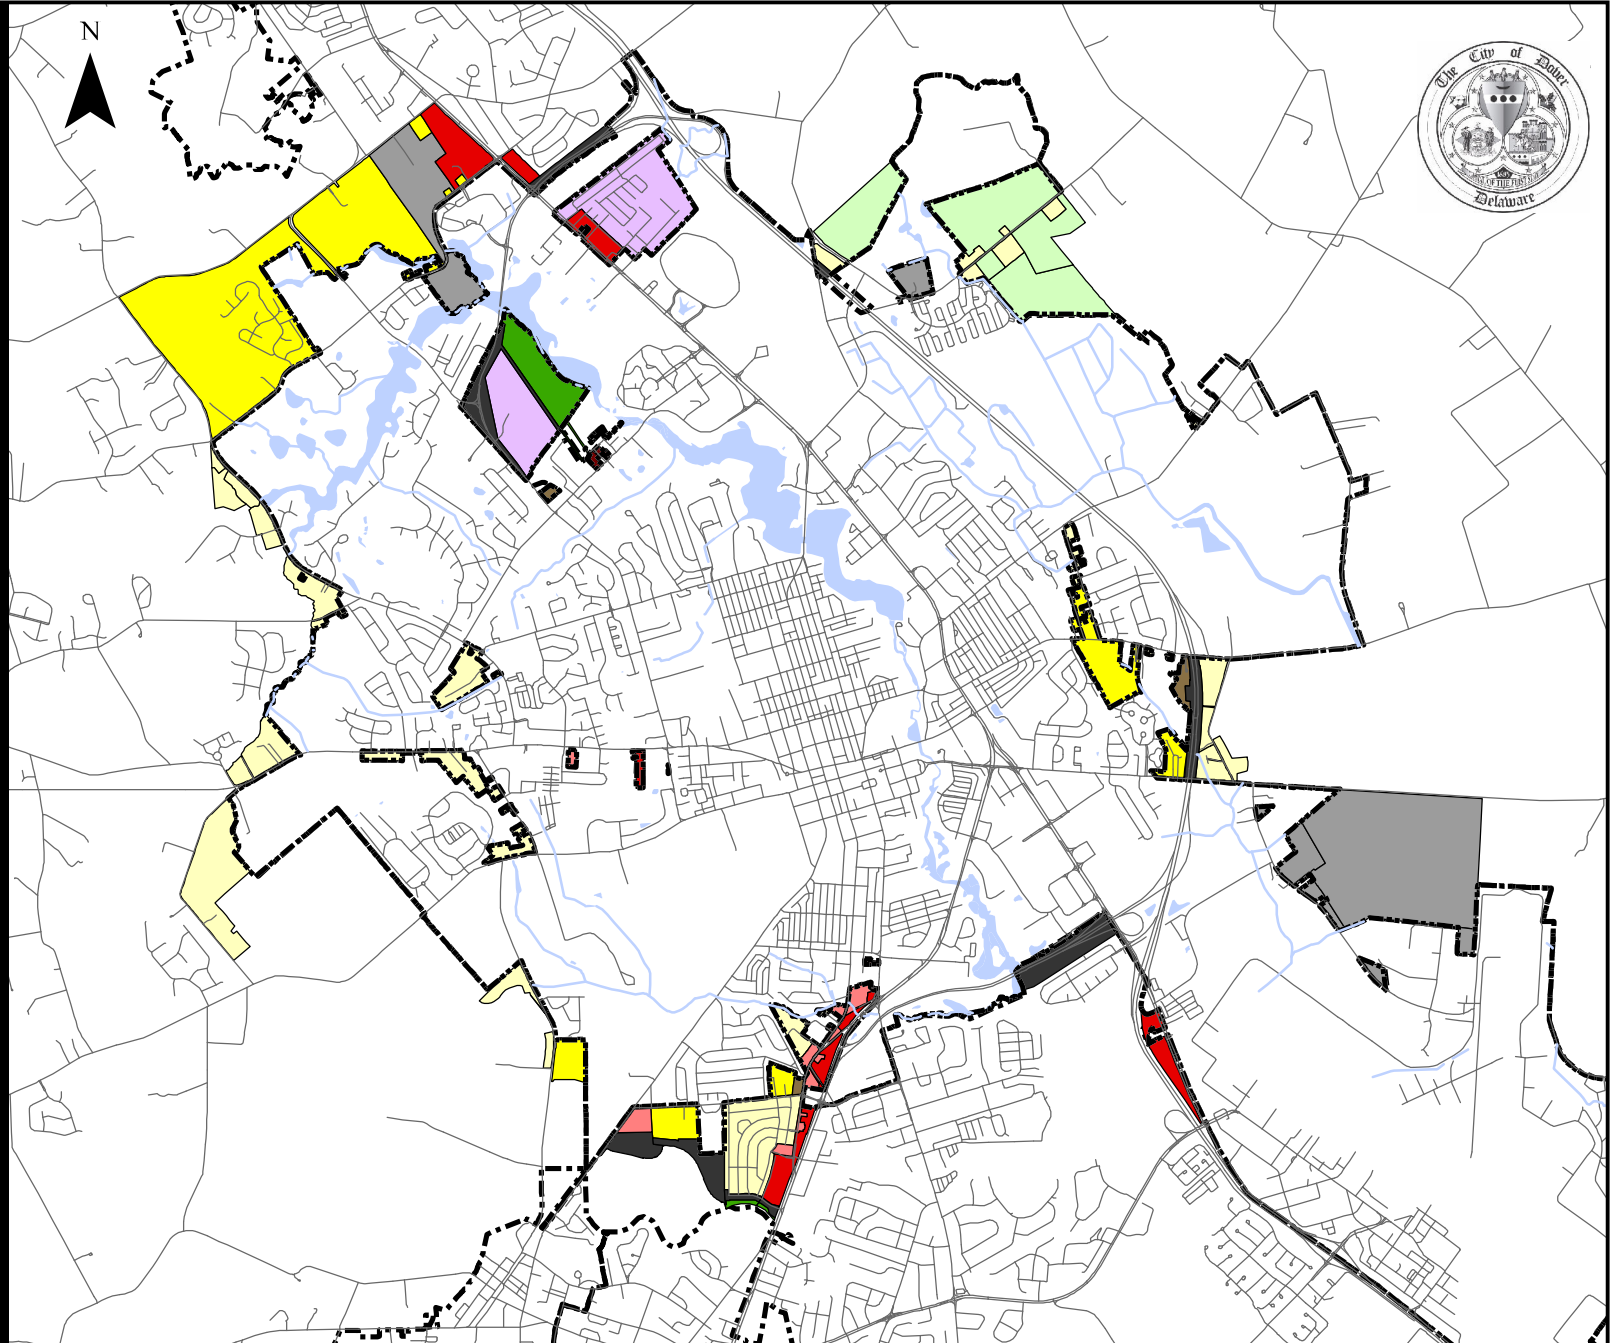 N
The City of Dover
Delaware